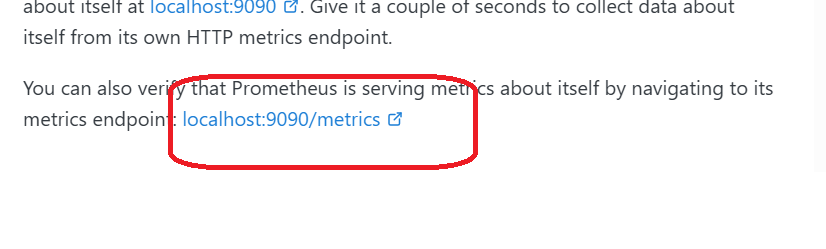 about itself at localhost:9090. Give it a couple of seconds to collect data about
itself from its own HTTP metrics endpoint.
You can also verify that Prometheus is serving metrics about itself by navigating to its
metrics endpoint: localhost:9090/metrics